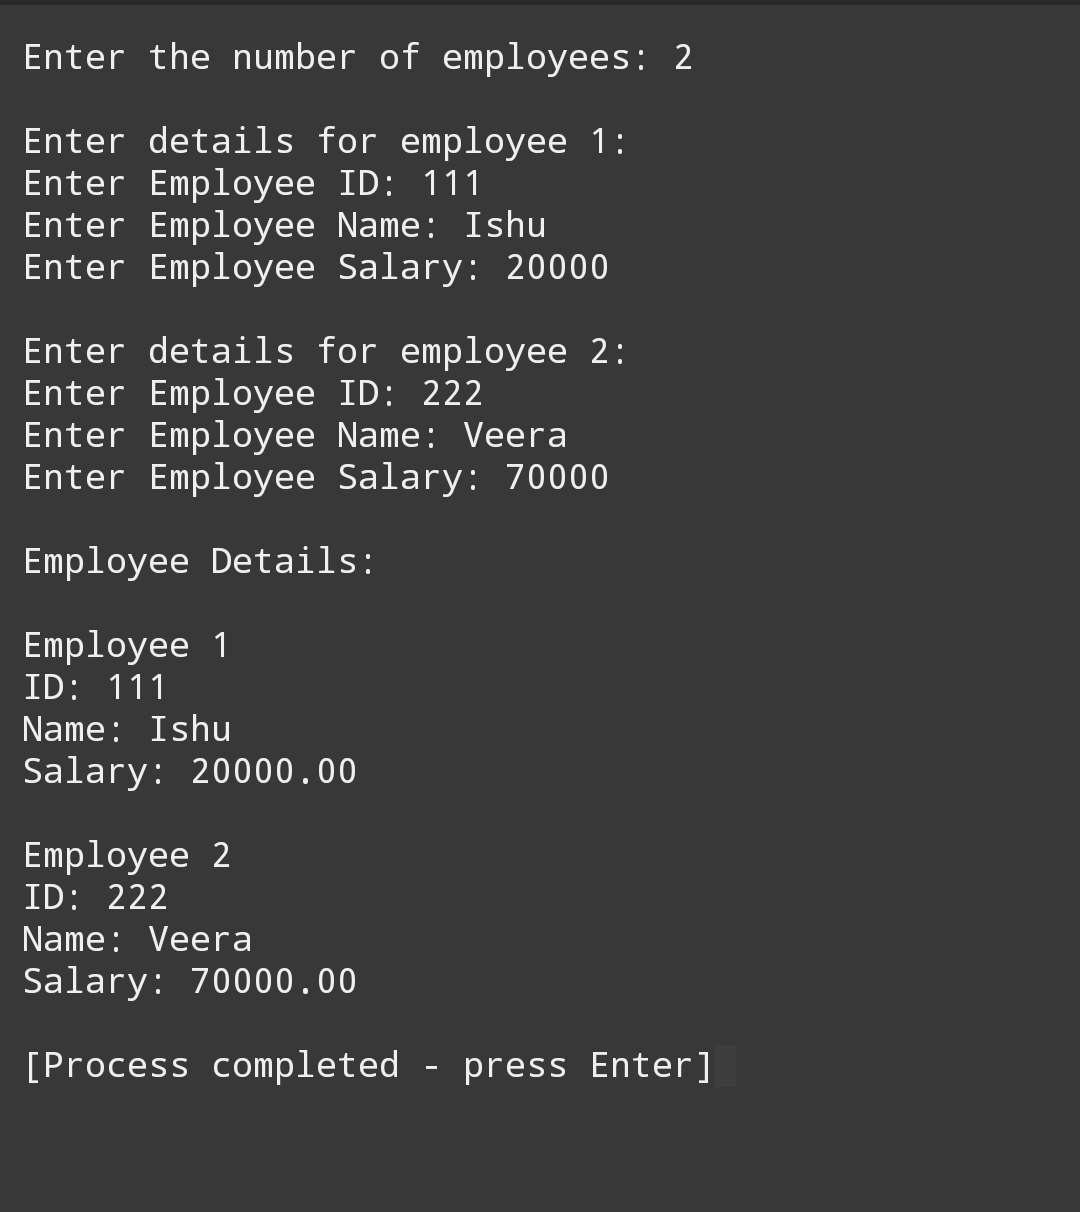 Enter the number of employees: 2
Enter details for employee 1:
Enter Employee ID: 111
Enter Employee Name: Ishu
Enter Employee Salary: 20000
Enter details for employee 2:
Enter Employee ID: 222
Enter Employee Name: Veera
Enter Employee Salary: 70000
Employee Details:
Employee 1
ID: 111
Name: Ishu
Salary: 20000.00
Employee 2
ID: 222
Name: Veera
Salary: 70000.00
[Process completed - press Enter]